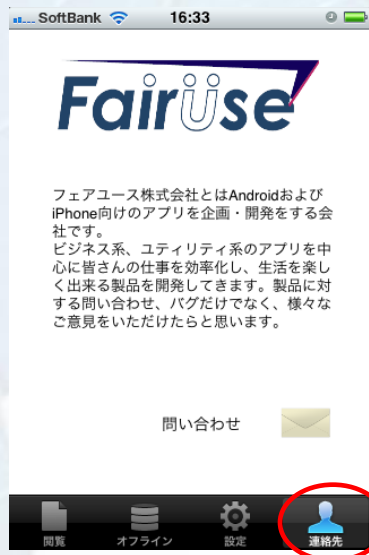 SoftBank 16:33
Fairüse
フェアユース株式会社とはAndroidおよび
iPhone向けのアプリを企画・開発をする会
社です。
ビジネス系、ユティリティ系のアプリを中
心に皆さんの仕事を効率化し、生活を楽し
く出来る製品を開発してきます。製品に対
する問い合わせ、バグだけでなく、様々な
ご意見をいただけたらと思います。
問い合わせ
閲覧 オフライン 設定 連絡先